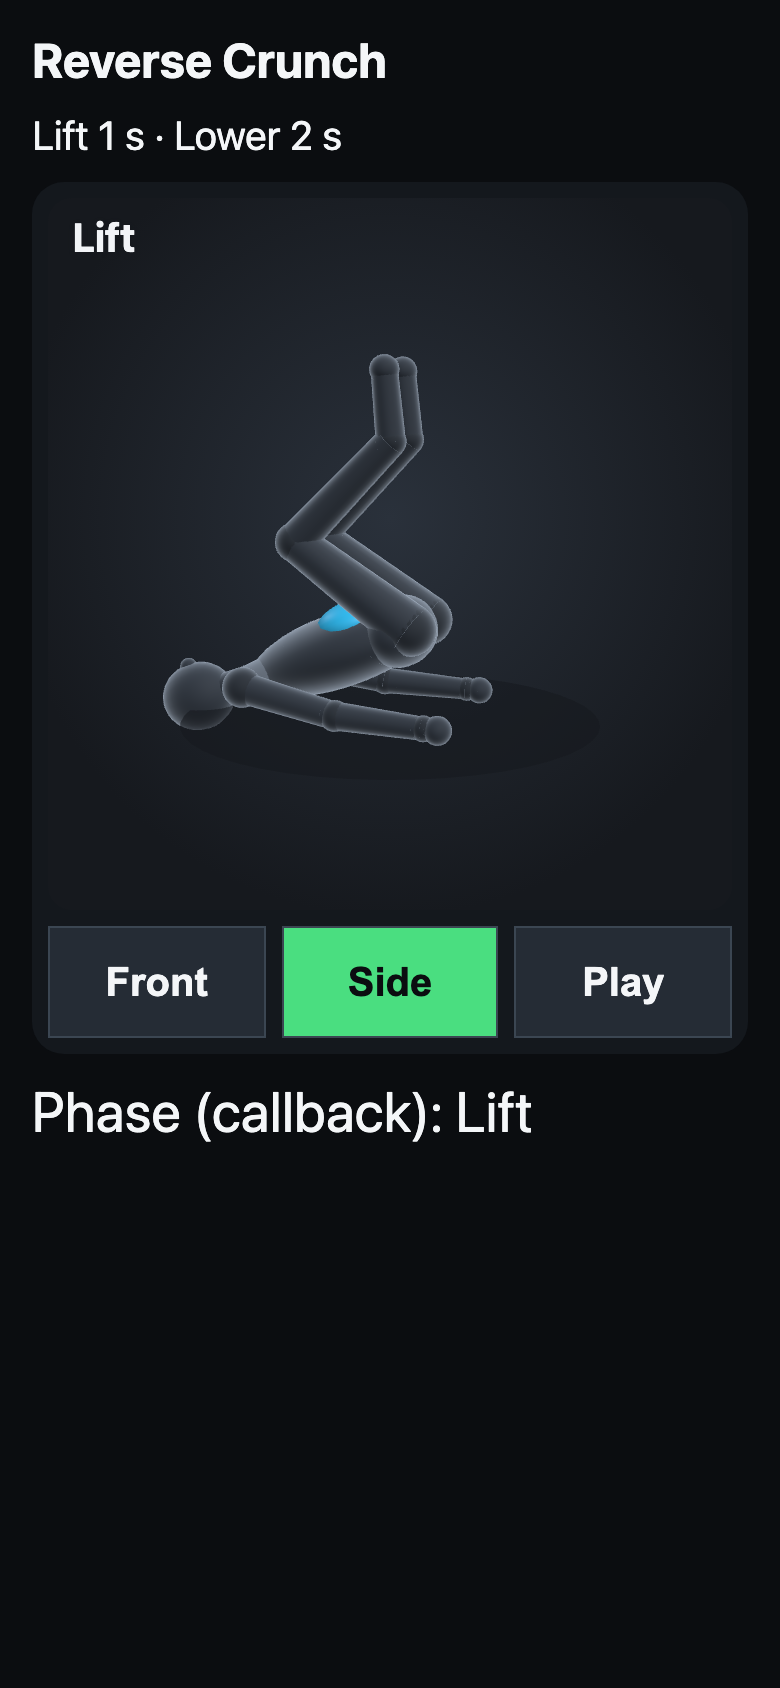 Reverse Crunch
Lift 1 s · Lower 2 s
Lift
Front Side Play
Phase (callback): Lift